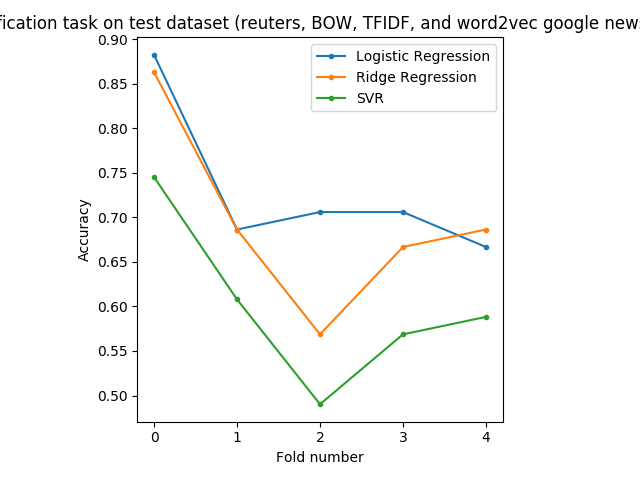 fication task on test dataset (reuters, BOW, TFIDF, and word2vec google news
0.90
0.85
0.80
0.75
0.70
0.65
0.60
0.55
0.50
Accuracy
Logistic Regression
Ridge Regression
SVR
0 1 2 3 4
Fold number